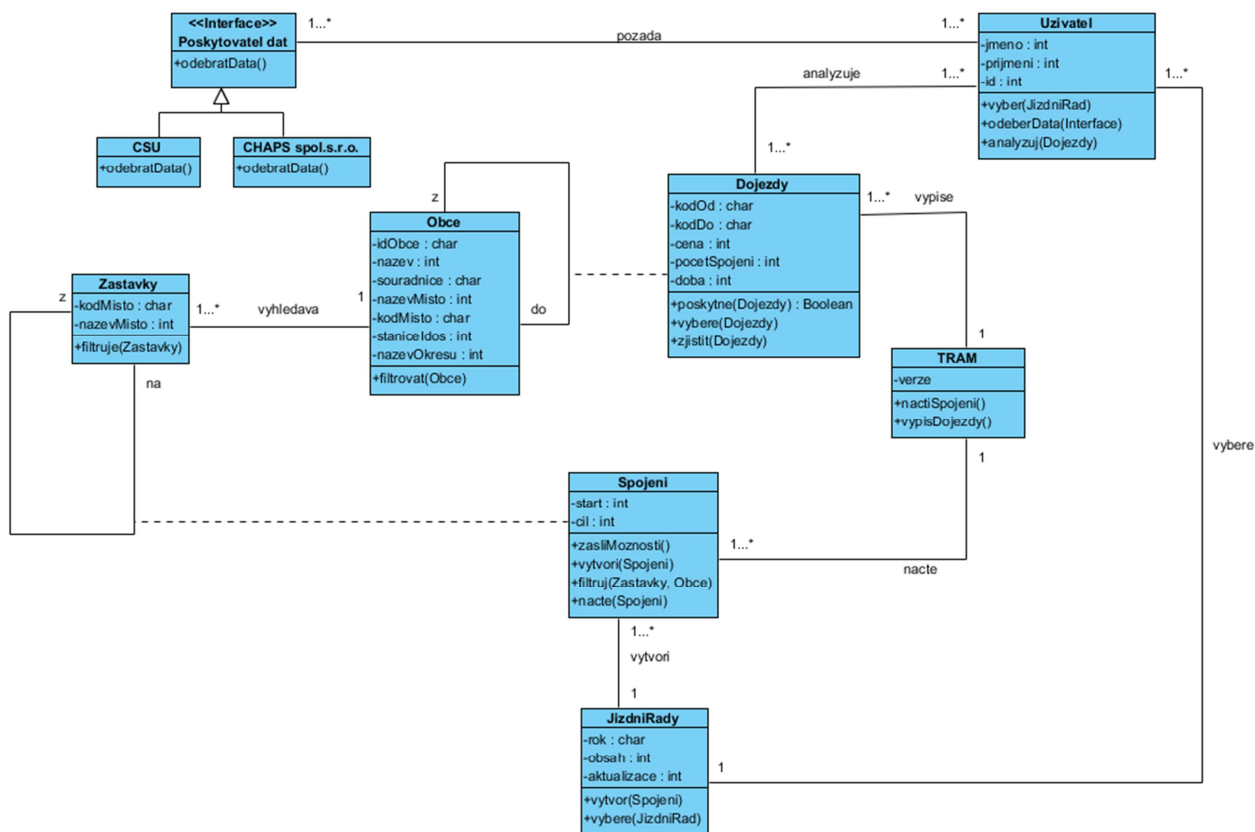 <<Interface>>
Poskytovatel dat
+odebratData()
1...*
pozada
1...*
Uzivatel
-jmeno : int
-prijmeni : int
-id : int
+vyber(JizdniRad)
+odeberData(Interface)
+analyzuj(Dojezdy)
analyzuje
1...*
1...*
1...*
CSU
+odebratData()
CHAPS spol.s.r.o.
+odebratData()
Dojezdy
-kodOd : char
-kodDo : char
-cena : int
-pocetSpojeni : int
-doba : int
+poskytne(Dojezdy) : Boolean
+vybere(Dojezdy)
+zjistit(Dojezdy)
1...*
vypise
z
Obce
-idObce : char
-nazev : int
-souradnice : char
-nazevMisto : int
-kodMisto : char
-staniceIdos : int
-nazevOkresu : int
+filtrovat(Obce)
do
Zastavky
-kodMisto : char
-nazevMisto : int
+filtruje(Zastavky)
z
1...*
vyhledava
1
na
1
TRAM
-verze
+nactiSpojeni()
+vypisDojezdy()
1
vybere
Spojeni
-start : int
-cil : int
+zasliMoznosti()
+vytvori(Spojeni)
+filtruj(Zastavky, Obce)
+nacte(Spojeni)
1...*
nacte
1...*
vytvori
1
JizdniRady
-rok : char
-obsah : int
-aktualizace : int
+vytvor(Spojeni)
+vybere(JizdniRad)
1